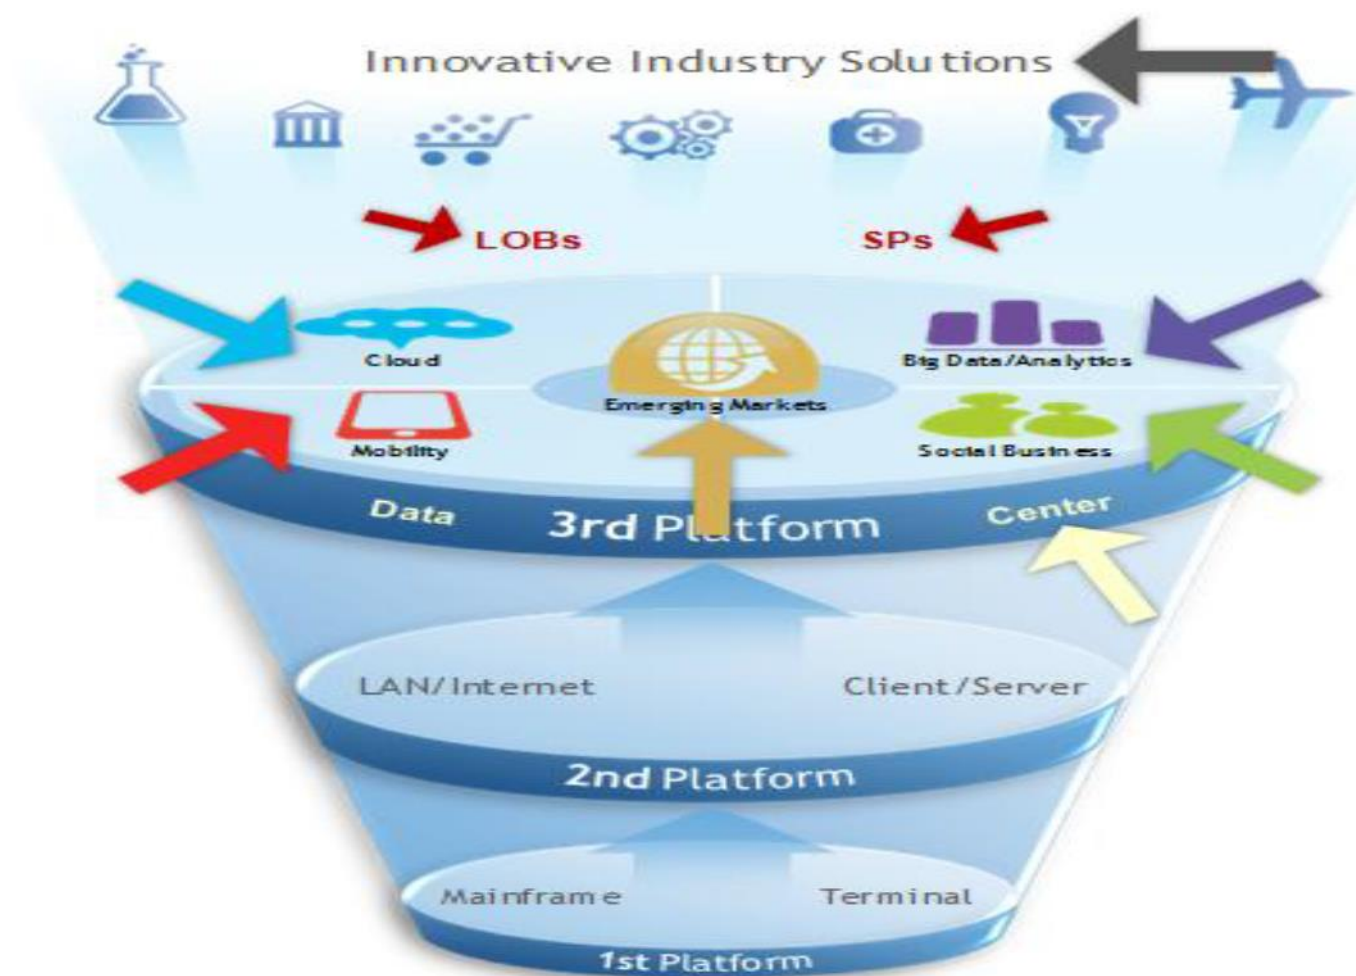 Innovative Industry Solutions
LOBs SPs
Cloud
Big Data/Analytics
Emerging Markets
Mobility
Social Business
Data 3rd Platform Center
LAN/Internet Client/Server
2nd Platform
Mainframe Terminal
1st Platform